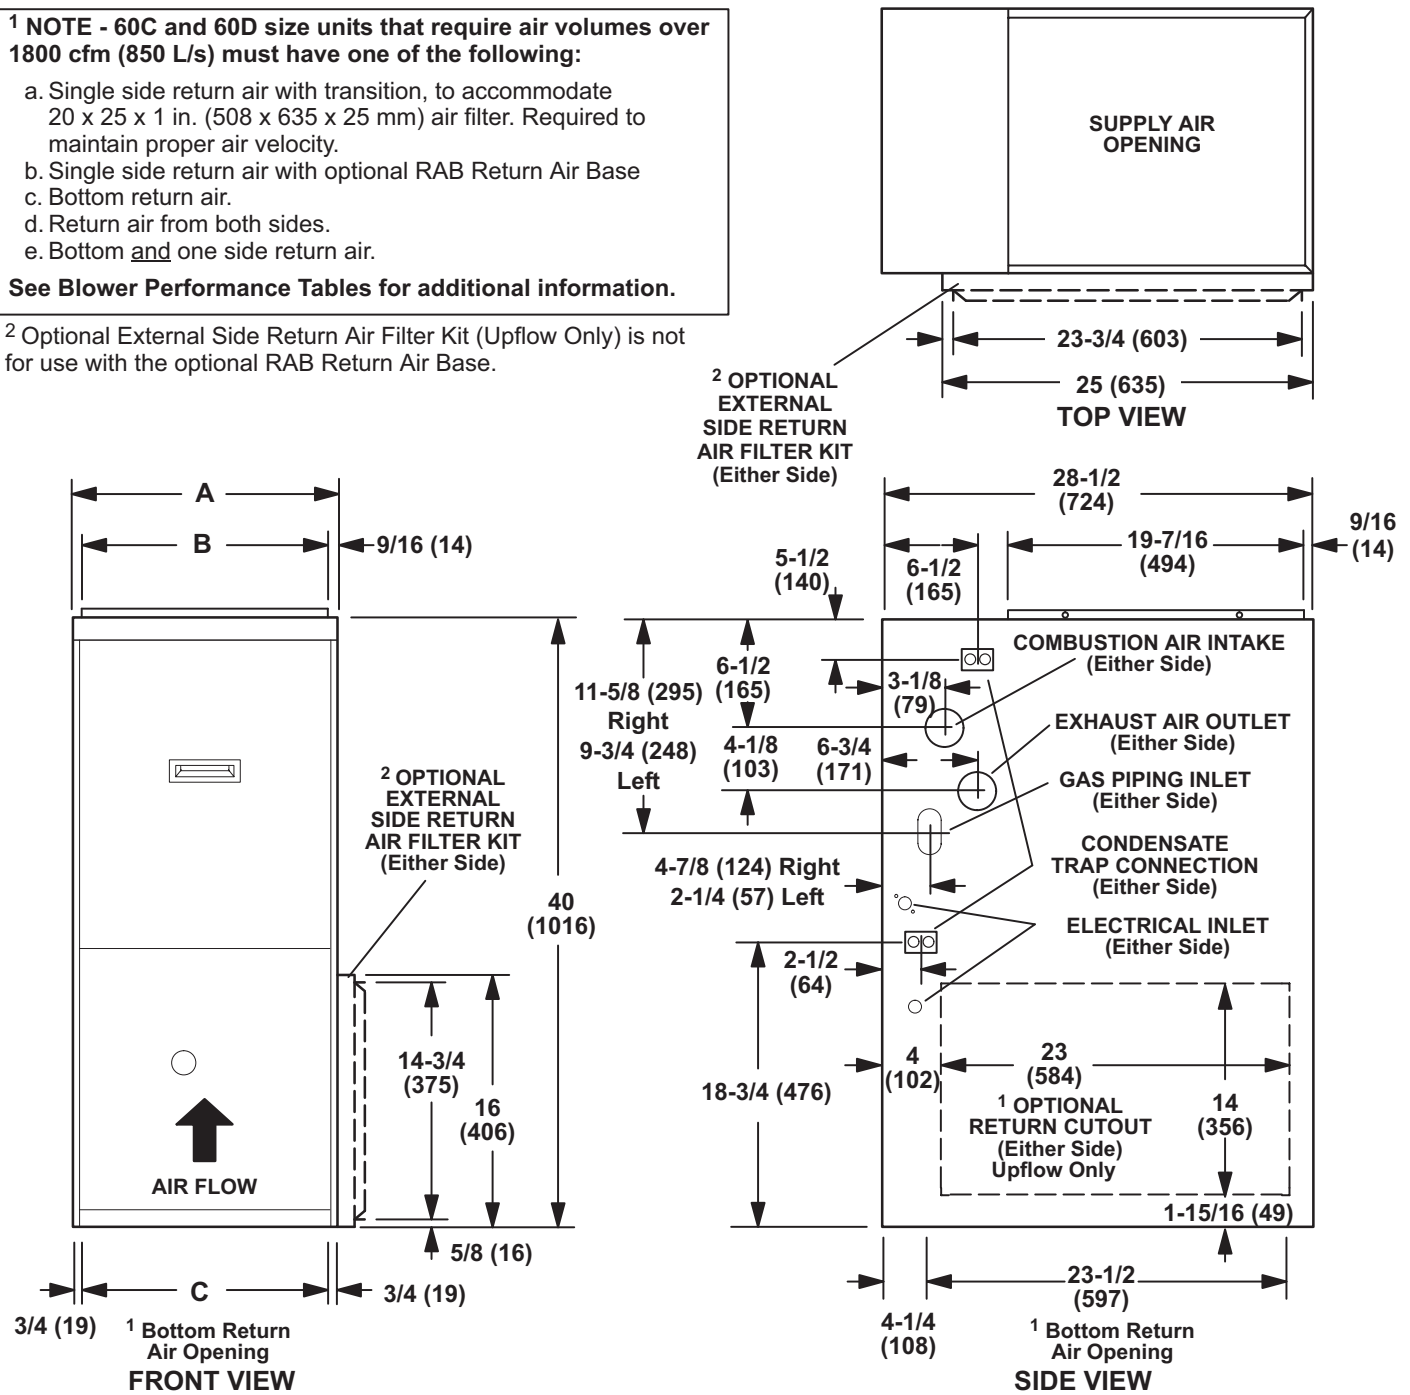 1 NOTE - 60C and 60D size units that require air volumes over
1800 cfm (850 L/s) must have one of the following:
a. Single side return air with transition, to accommodate
20 x 25 x 1 in. (508 x 635 x 25 mm) air filter. Required to
maintain proper air velocity.
b. Single side return air with optional RAB Return Air Base
c. Bottom return air.
d. Return air from both sides.
e. Bottom and one side return air.
See Blower Performance Tables for additional information.
2 Optional External Side Return Air Filter Kit (Upflow Only) is not
for use with the optional RAB Return Air Base.
SUPPLY AIR
OPENING
23-3/4 (603)
25 (635)
TOP VIEW
2 OPTIONAL
EXTERNAL
SIDE RETURN
AIR FILTER KIT
(Either Side)
A
B
9/16 (14)
2 OPTIONAL
EXTERNAL
SIDE RETURN
AIR FILTER KIT
(Either Side)
40
(1016)
14-3/4
(375)
16
(406)
AIR FLOW
5/8 (16)
C
3/4 (19)
3/4 (19)
1 Bottom Return
Air Opening
FRONT VIEW
28-1/2
(724)
9/16
(14)
19-7/16
(494)
5-1/2
(140)
6-1/2
(165)
COMBUSTION AIR INTAKE
(Either Side)
6-1/2
(165)
11-5/8 (295)
Right
9-3/4 (248)
Left
3-1/8
(79)
EXHAUST AIR OUTLET
(Either Side)
4-1/8
(103)
6-3/4
(171)
GAS PIPING INLET
(Either Side)
CONDENSATE
TRAP CONNECTION
(Either Side)
4-7/8 (124) Right
2-1/4 (57) Left
ELECTRICAL INLET
(Either Side)
2-1/2
(64)
18-3/4 (476)
4
(102)
23
(584)
1 OPTIONAL
RETURN CUTOUT
(Either Side)
Upflow Only
14
(356)
1-15/16 (49)
23-1/2
(597)
4-1/4
(108)
1 Bottom Return
Air Opening
SIDE VIEW